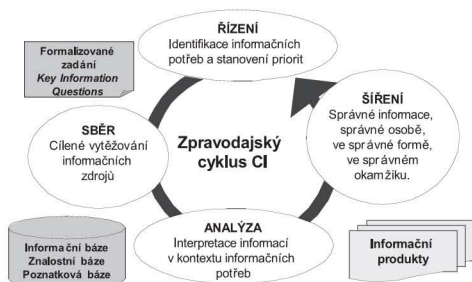 ŘÍZENÍ
Identifikace informačních
potřeb a stanovení priorit
Formalizované
zadání
Key Information
Questions
SBĚR
Cílené vytěžování
informačních
zdrojů
Zpravodajský
cyklus CI
ŠÍŘENÍ
Správné informace,
správné osobě,
ve správné formě,
ve správném
okamžiku.
ANALÝZA
Interpretace informací
v kontextu informačních
potřeb
Informační báze
Znalostní báze
Poznatková báze
Informační
produkty